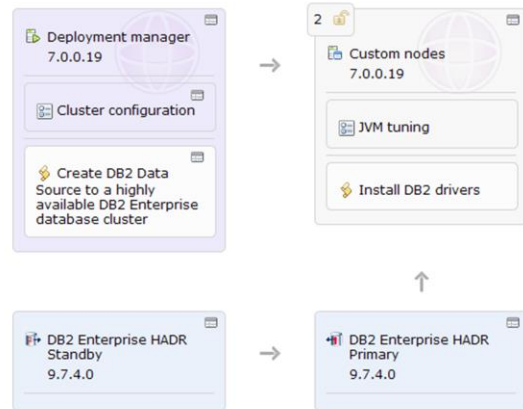 Deployment manager
7.0.0.19
Cluster configuration
Create DB2 Data
Source to a highly
available DB2 Enterprise
database cluster
2
Custom nodes
7.0.0.19
JVM tuning
Install DB2 drivers
DB2 Enterprise HADR
Standby
9.7.4.0
DB2 Enterprise HADR
Primary
9.7.4.0